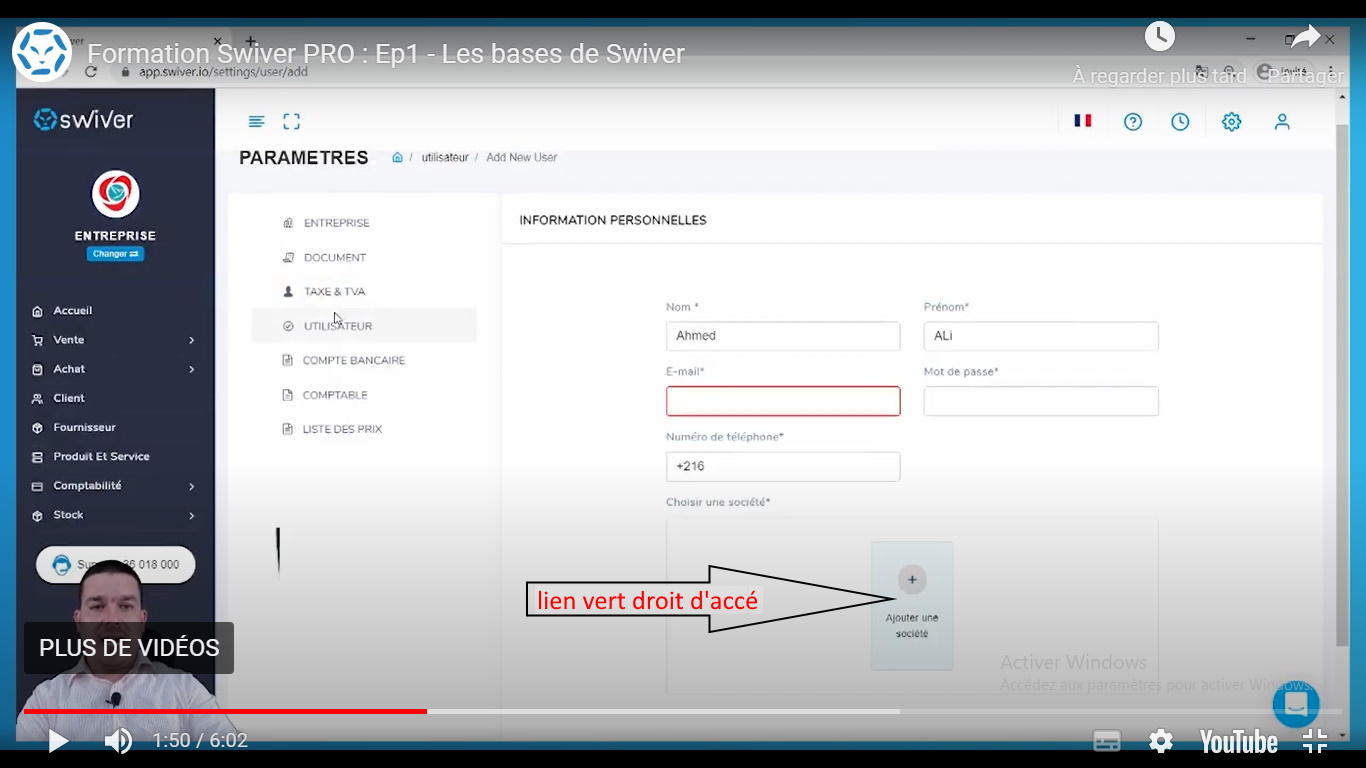 Formation Swiver PRO : Ep1 - Les bases de Swiver
app.swiver.io/settings/user/add
À regarder plus tard
Partager
swiver
PARAMETRES / utilisateur / Add New User
ENTREPRISE
Changer
Accueil
Vente
Achat
Client
Fournisseur
Produit Et Service
Comptabilité
Stock
36 018 000
ENTREPRISE
DOCUMENT
TAXE & TVA
UTILISATEUR
COMPTE BANCAIRE
COMPTABLE
LISTE DES PRIX
INFORMATION PERSONNELLES
Nom *
Prénom*
Ahmed
ALi
E-mail*
Mot de passe*
Numéro de téléphone*
+216
Choisir une société*
lien vert droit d'accé
+
Ajouter une
société
PLUS DE VIDÉOS
Activer Windows
Accédez aux paramètres pour activer Windows.
1:50 / 6:02
YouTube